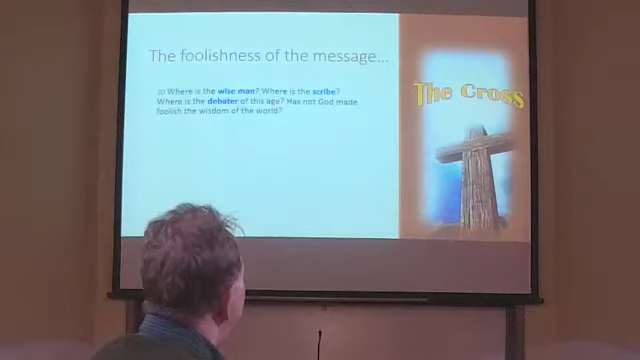 The foolishness of the message...
20 Where is the wise man? Where is the scribe?
Where is the debater of this age? Has not God made
foolish the wisdom of the world?
The Cross